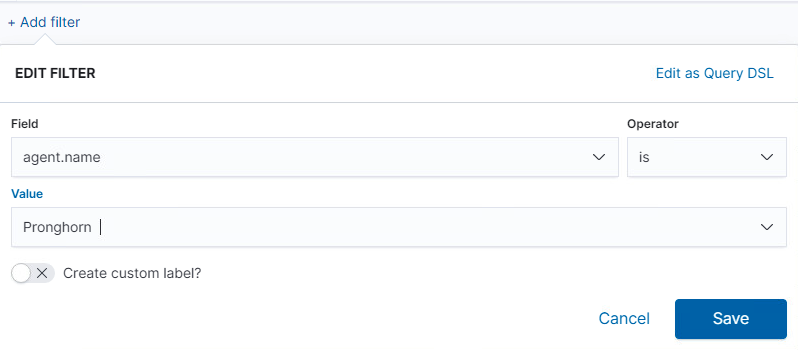 + Add filter
EDIT FILTER Edit as Query DSL
Field Operator
agent.name is
Value
Pronghorn
Create custom label?
Cancel Save